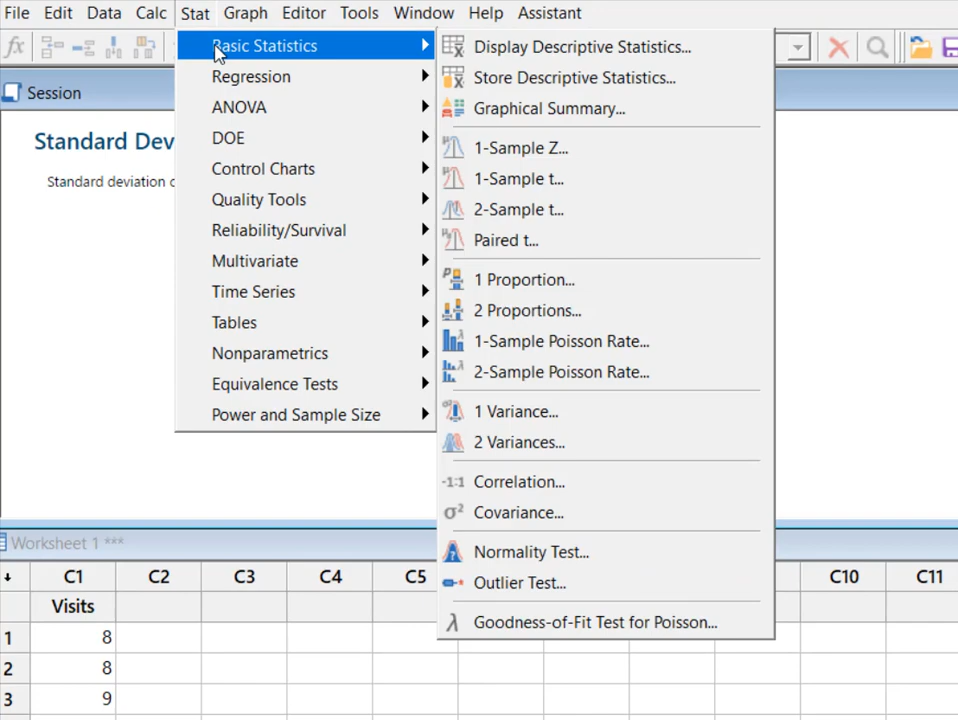 File Edit Data Calc Stat Graph Editor Tools Window Help Assistant
fx
Session
Standard Dev
Standard deviation o
Basic Statistics
Regression
ANOVA
DOE
Control Charts
Quality Tools
Reliability/Survival
Multivariate
Time Series
Tables
Nonparametrics
Equivalence Tests
Power and Sample Size
Display Descriptive Statistics...
Store Descriptive Statistics...
Graphical Summary...
1-Sample Z...
1-Sample t...
2-Sample t...
Paired t...
1 Proportion...
2 Proportions...
1-Sample Poisson Rate...
2-Sample Poisson Rate...
1 Variance...
2 Variances...
Correlation...
Covariance...
Normality Test...
Outlier Test...
Goodness-of-Fit Test for Poisson...
Worksheet 1 ***
C1 C2 C3 C4 C5 C10 C11
Visits
1 8
2 8
3 9